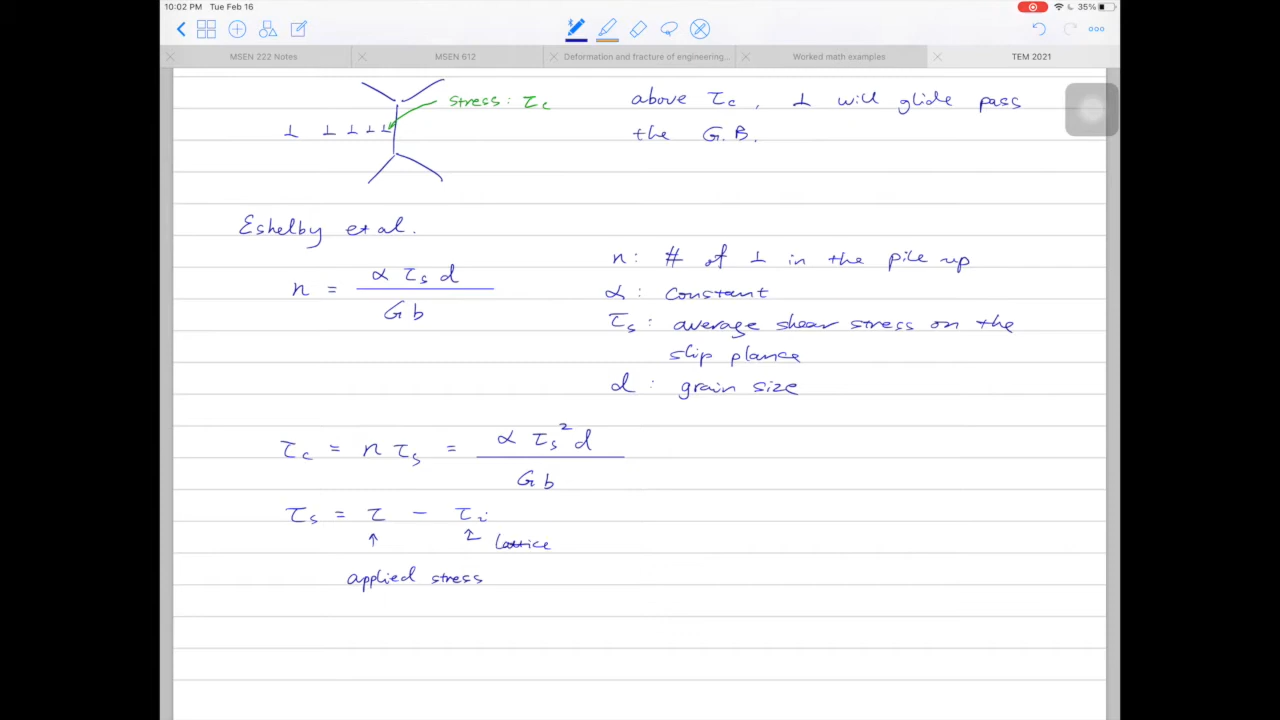 10:02 PM Tue Feb 16
35%
MSEN 222 Notes
MSEN 612
Deformation and fracture of engineering...
Worked math examples
TEM 2021
stress: τc
⊥ ⊥ ⊥ ⊥ ⊥
above τc, ⊥ will glide pass
the G.B.
Eshelby et al.
n = α τs d / G b
n: # of ⊥ in the pile up
α: constant
τs: average shear stress on the
slip plance
d: grain size
τc = n τs = α τs² d / G b
τs = τ - τi
↑ ↑ lattice
applied stress